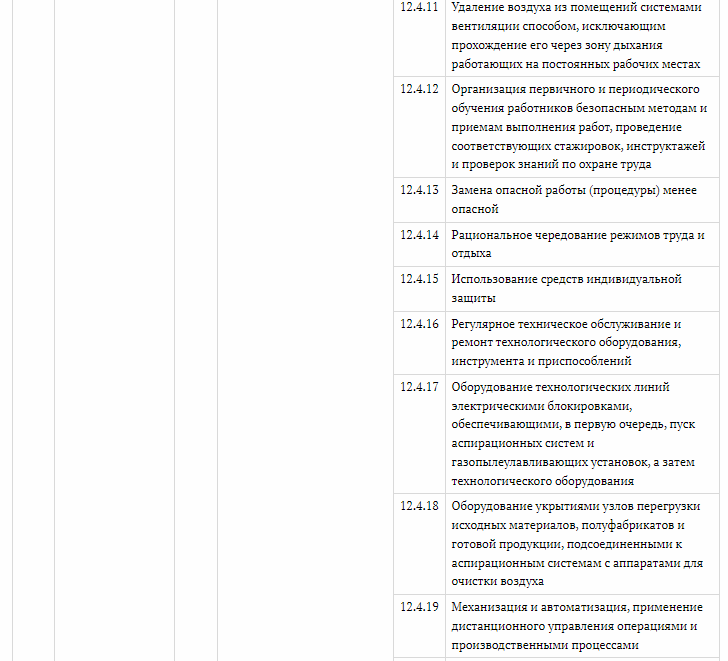 12.4.11 Удаление воздуха из помещений системами
вентиляции способом, исключающим
прохождение его через зону дыхания
работающих на постоянных рабочих местах
12.4.12 Организация первичного и периодического
обучения работников безопасным методам и
приемам выполнения работ, проведение
соответствующих стажировок, инструктажей
и проверок знаний по охране труда
12.4.13 Замена опасной работы (процедуры) менее
опасной
12.4.14 Рациональное чередование режимов труда и
отдыха
12.4.15 Использование средств индивидуальной
защиты
12.4.16 Регулярное техническое обслуживание и
ремонт технологического оборудования,
инструмента и приспособлений
12.4.17 Оборудование технологических линий
электрическими блокировками,
обеспечивающими, в первую очередь, пуск
аспирационных систем и
газопылеулавливающих установок, а затем
технологического оборудования
12.4.18 Оборудование укрытиями узлов перегрузки
исходных материалов, полуфабрикатов и
готовой продукции, подсоединенными к
аспирационным системам с аппаратами для
очистки воздуха
12.4.19 Механизация и автоматизация, применение
дистанционного управления операциями и
производственными процессами